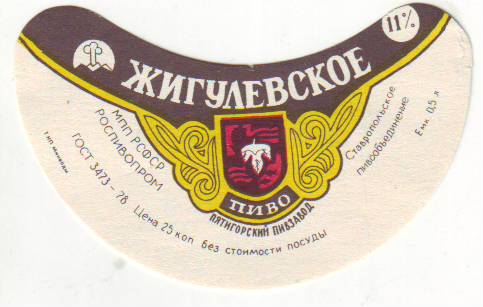 ЖИГУЛЕВСКОЕ
11%
МПП РСФСР
РОСПИВОПРОМ
ГОСТ 3473 - 78 Цена 25 коп Без стоимости посуды
ПИВО
ПЯТИГОРСКИЙ ПИВЗАВОД
Ставропольское
пивообъединение
Емк. 0,5 л